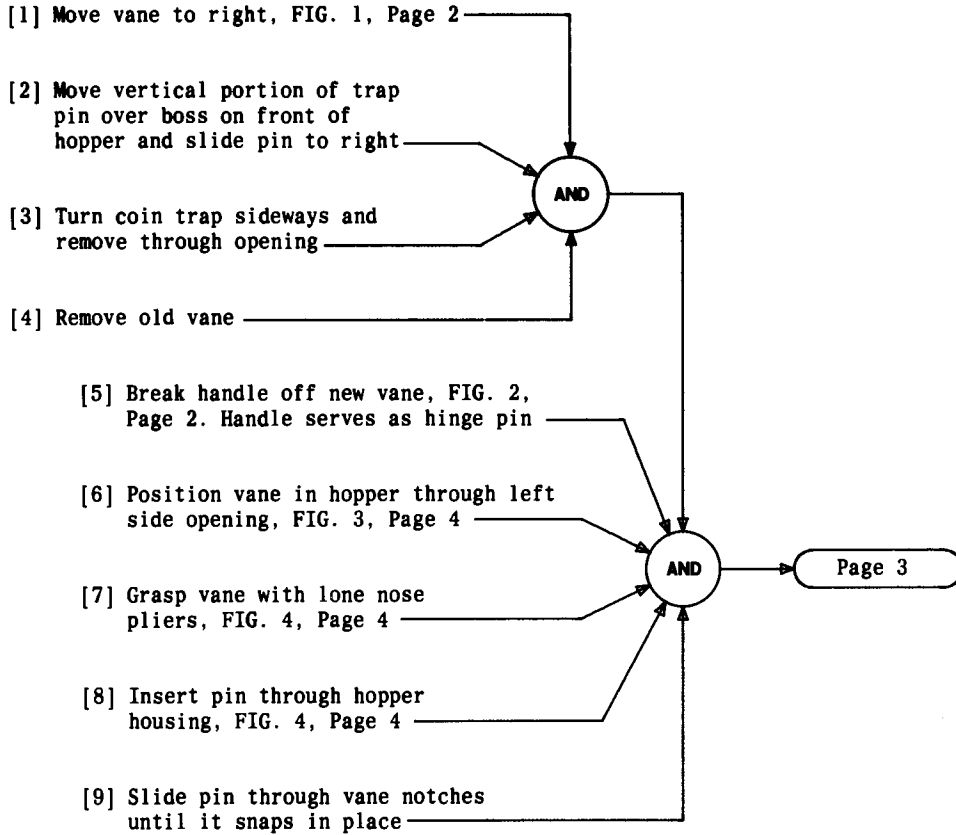 [1] Move vane to right, FIG. 1, Page 2
[2] Move vertical portion of trap
pin over boss on front of
hopper and slide pin to right
AND
[3] Turn coin trap sideways and
remove through opening
[4] Remove old vane
[5] Break handle off new vane, FIG. 2,
Page 2. Handle serves as hinge pin
[6] Position vane in hopper through left
side opening, FIG. 3, Page 4
AND
Page 3
[7] Grasp vane with lone nose
pliers, FIG. 4, Page 4
[8] Insert pin through hopper
housing, FIG. 4, Page 4
[9] Slide pin through vane notches
until it snaps in place